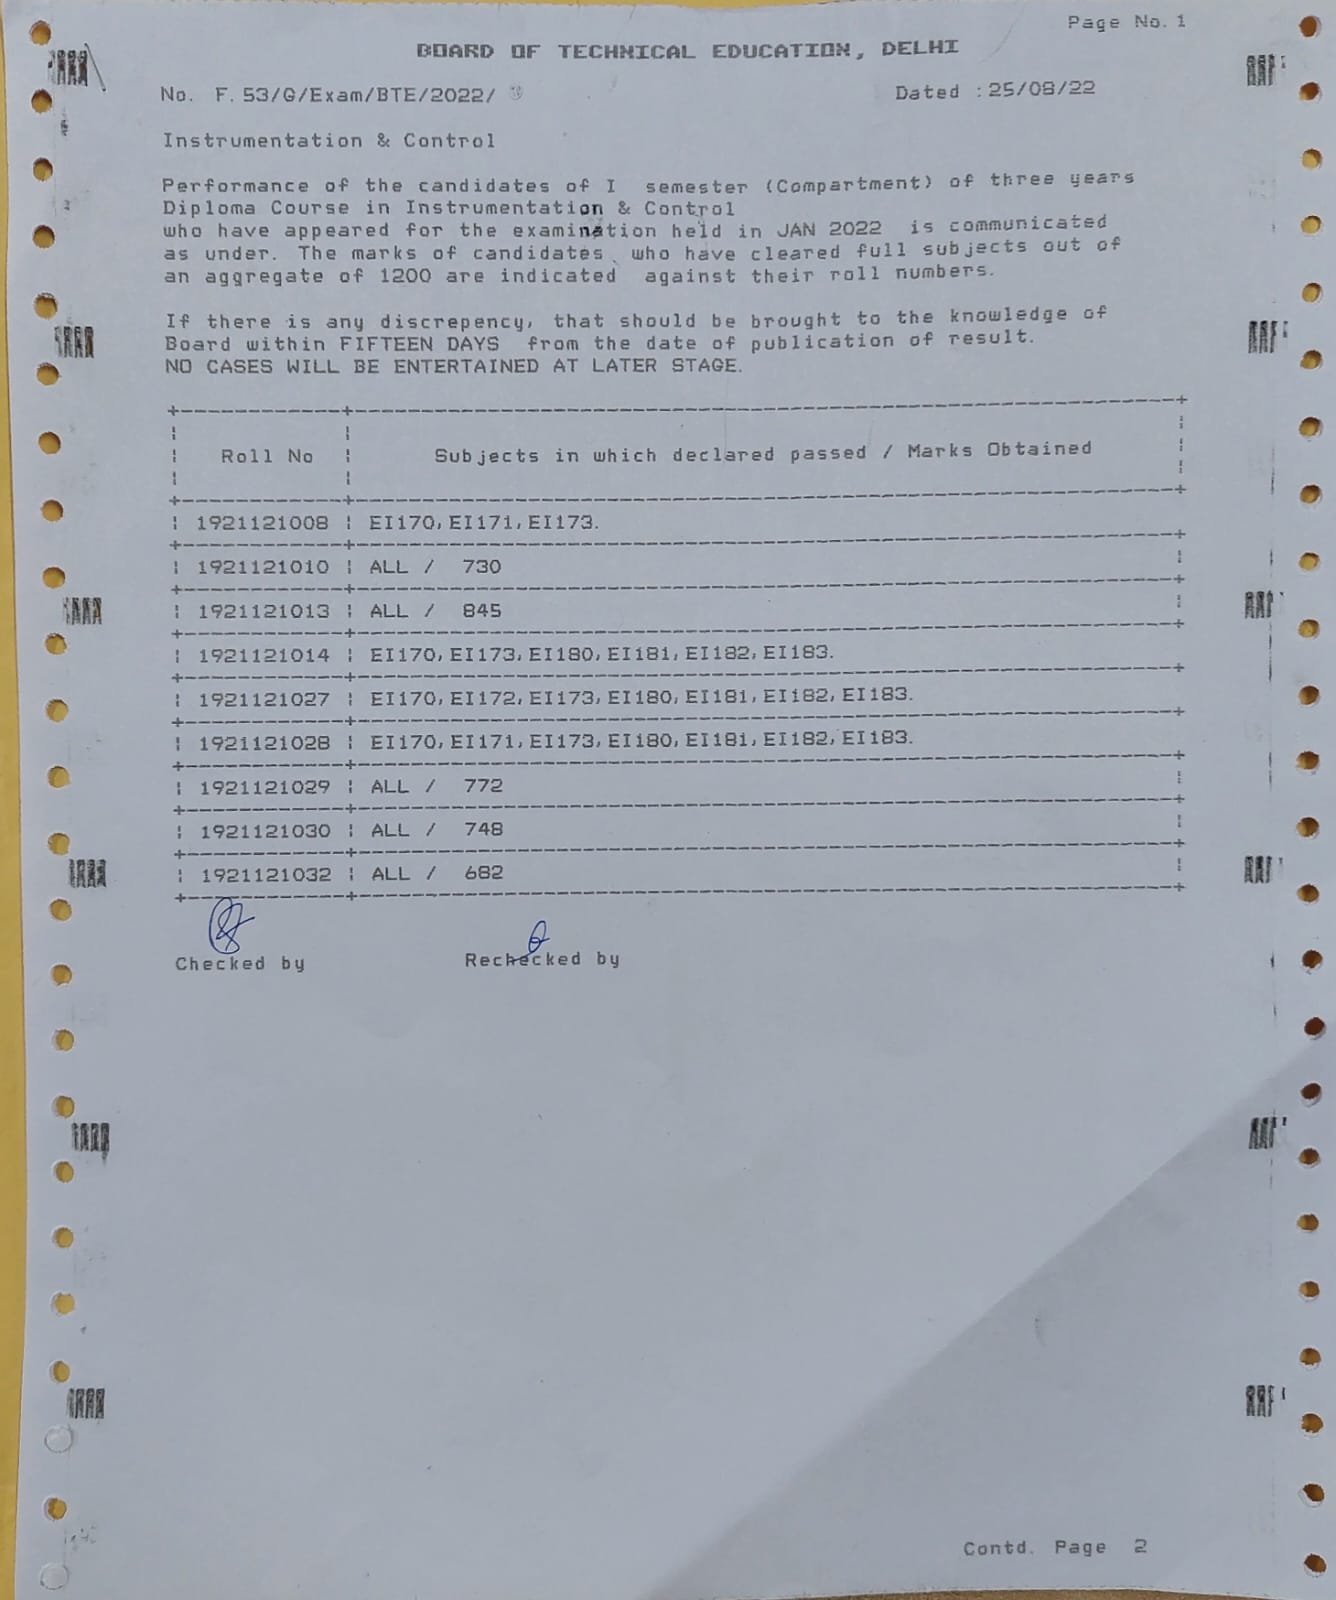 Page No. 1
BOARD OF TECHNICAL EDUCATION, DELHI
No. F. 53/G/Exam/BTE/2022/
Dated : 25/08/22
Instrumentation & Control
Performance of the candidates of I semester (Compartment) of three years
Diploma Course in Instrumentation & Control
who have appeared for the examination held in JAN 2022 is communicated
as under. The marks of candidates who have cleared full subjects out of
an aggregate of 1200 are indicated against their roll numbers.
If there is any discrepency, that should be brought to the knowledge of
Board within FIFTEEN DAYS from the date of publication of result.
NO CASES WILL BE ENTERTAINED AT LATER STAGE.
Roll No Subjects in which declared passed / Marks Obtained
1921121008 EI170, EI171, EI173.
1921121010 ALL / 730
1921121013 ALL / 845
1921121014 EI170, EI173, EI180, EI181, EI182, EI183.
1921121027 EI170, EI172, EI173, EI180, EI181, EI182, EI183.
1921121028 EI170, EI171, EI173, EI180, EI181, EI182, EI183.
1921121029 ALL / 772
1921121030 ALL / 748
1921121032 ALL / 682
Checked by Rechecked by
Contd. Page 2